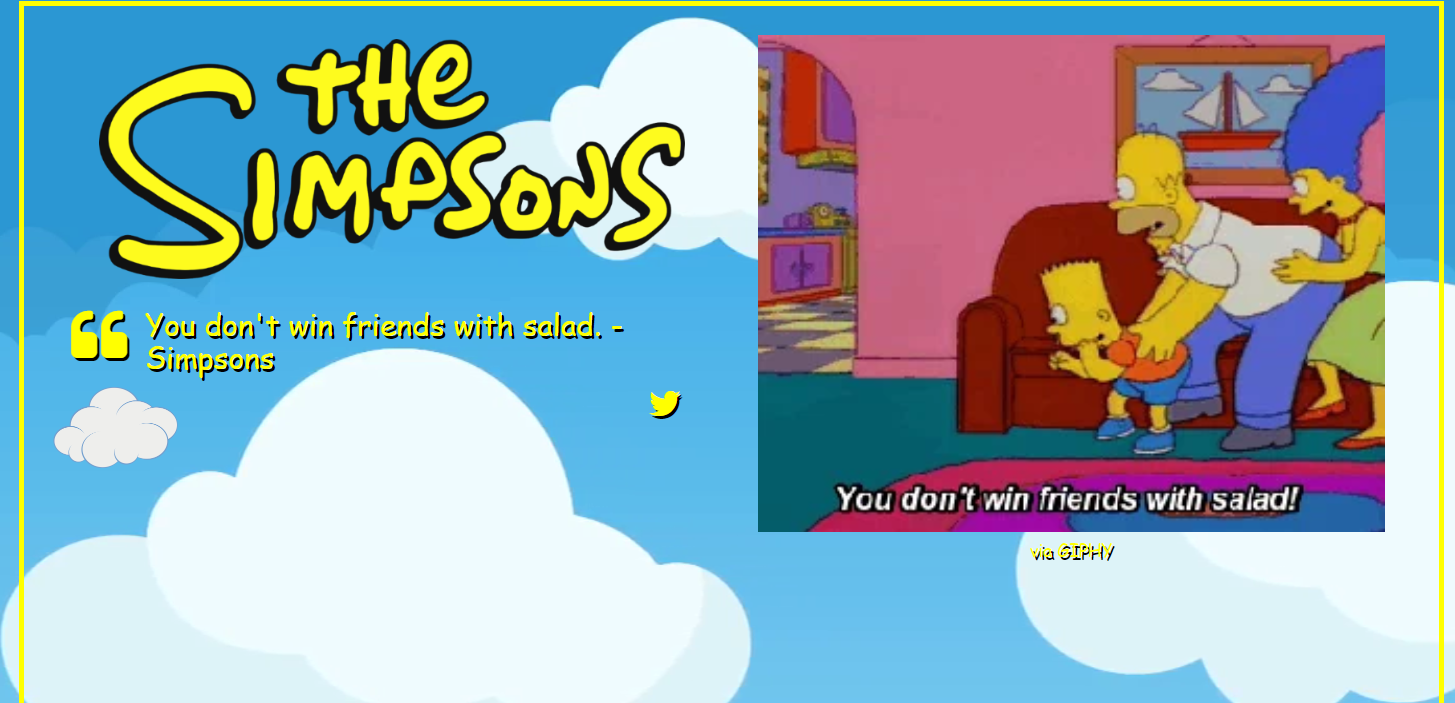 THE
SIMPSONS
You don't win friends with salad. -
Simpsons
You don't win friends with salad!
via GIPHY